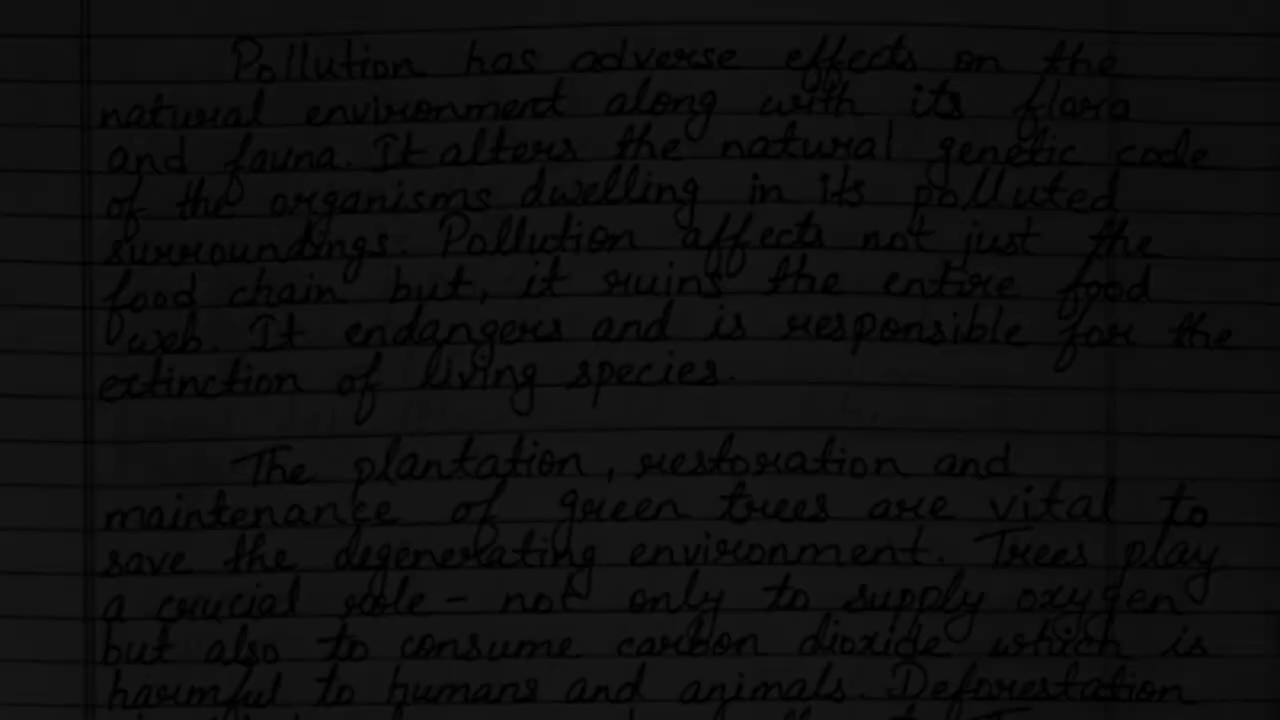 Pollution has adverse effects on the
natural environment along with its flora
and fauna. It alters the natural genetic code
of the organisms dwelling in its polluted
surroundings. Pollution affects not just the
food chain but, it ruins the entire food
web. It endangers and is responsible for the
extinction of living species.
The plantation, restoration and
maintenance of green trees are vital to
save the degenerating environment. Trees play
a crucial role - not only to supply oxygen
but also to consume carbon dioxide which is
harmful to humans and animals. Deforestation